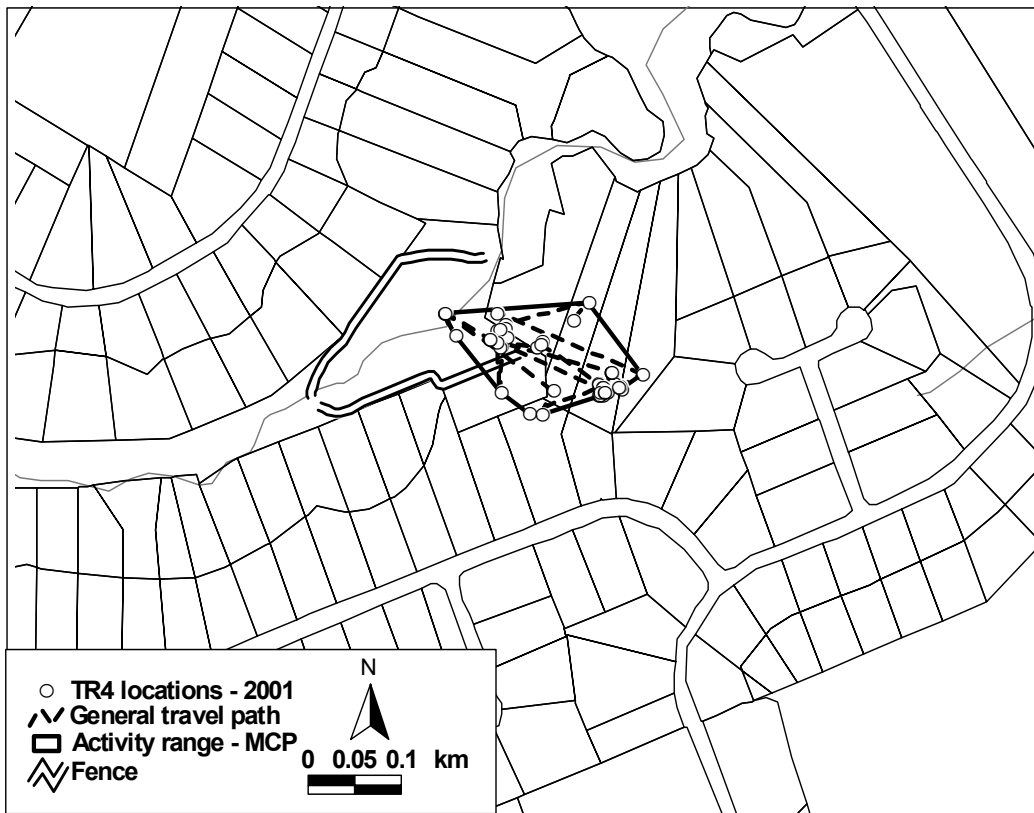 TR4 locations - 2001
General travel path
Activity range - MCP
Fence
N
0 0.05 0.1 km